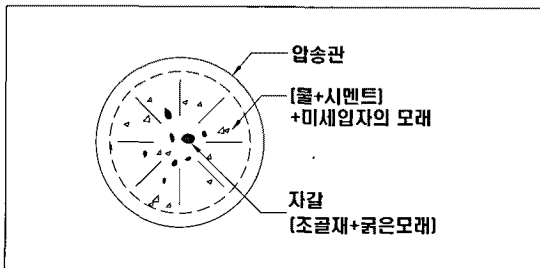 압송관
(물+시멘트)
+미세입자의 모래
자갈
(조골재+굵은모래)